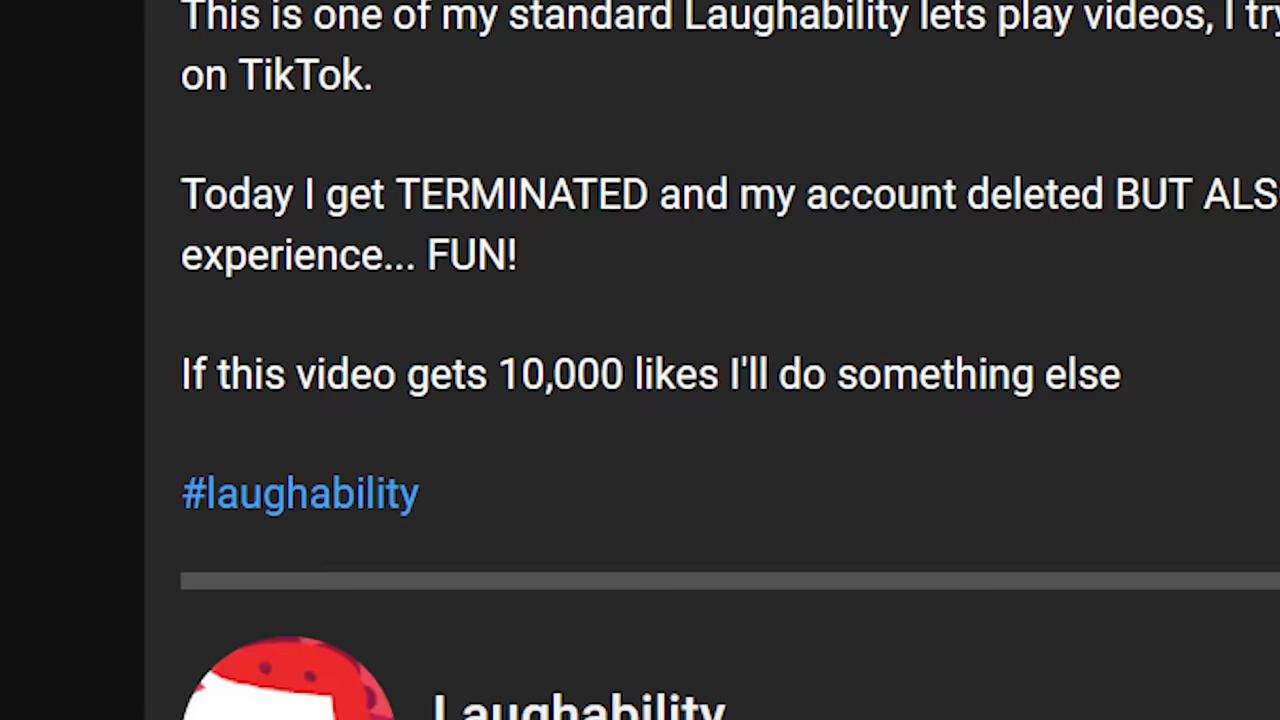 This is one of my standard Laughability lets play videos, I try
on TikTok.
Today I get TERMINATED and my account deleted BUT ALS
experience... FUN!
If this video gets 10,000 likes I'll do something else
#laughability
Laughability